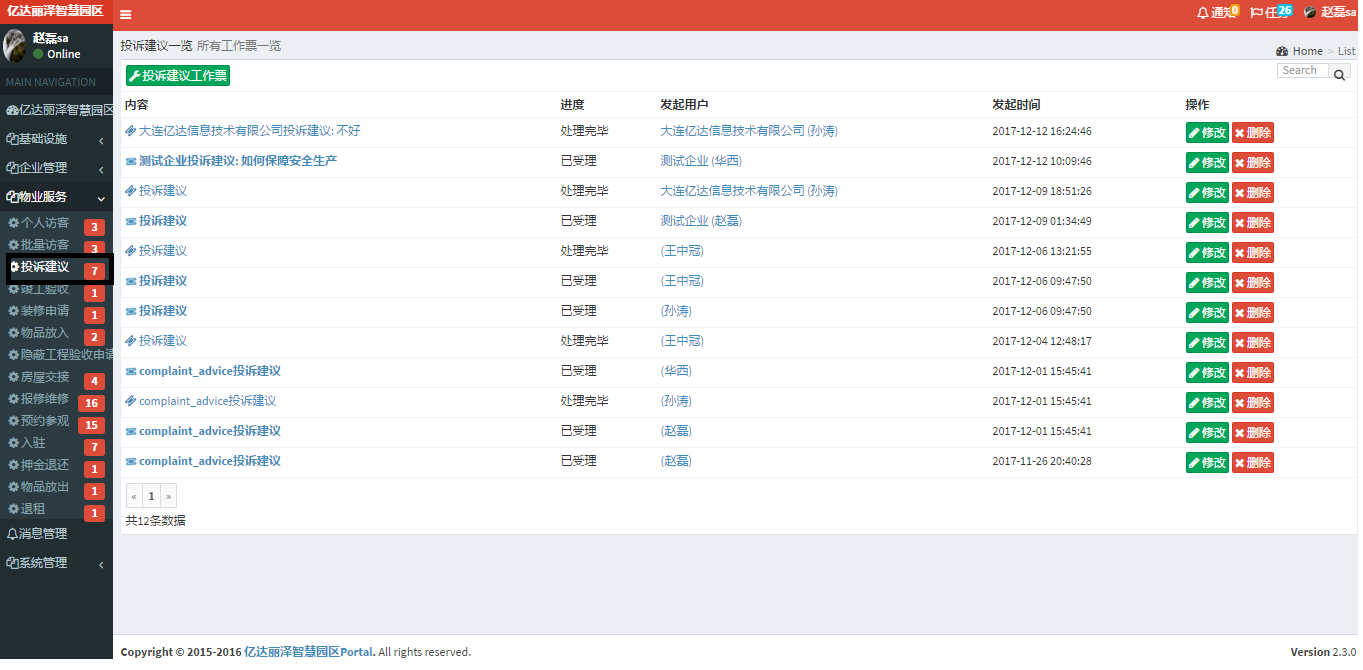 亿达丽泽智慧园区
通知 0 任务 26 赵磊sa
赵磊sa
Online
MAIN NAVIGATION
亿达丽泽智慧园区
基础设施
企业管理
物业服务
个人访客 3
批量访客 3
投诉建议 7
竣工验收 1
装修申请 1
物品放入 2
隐蔽工程验收申请
房屋交接 4
报修维修 16
预约参观 15
入驻 7
押金退还 1
物品放出 1
退租 1
消息管理
系统管理
投诉建议一览 所有工作票一览
Home > List
投诉建议工作票
Search
内容 进度 发起用户 发起时间 操作
大连亿达信息技术有限公司投诉建议: 不好 处理完毕 大连亿达信息技术有限公司 (孙涛) 2017-12-12 16:24:46 修改 删除
测试企业投诉建议: 如何保障安全生产 已受理 测试企业 (华西) 2017-12-12 10:09:46 修改 删除
投诉建议 处理完毕 大连亿达信息技术有限公司 (孙涛) 2017-12-09 18:51:26 修改 删除
投诉建议 已受理 测试企业 (赵磊) 2017-12-09 01:34:49 修改 删除
投诉建议 处理完毕 (王中冠) 2017-12-06 13:21:55 修改 删除
投诉建议 已受理 (王中冠) 2017-12-06 09:47:50 修改 删除
投诉建议 已受理 (孙涛) 2017-12-06 09:47:50 修改 删除
投诉建议 处理完毕 (王中冠) 2017-12-04 12:48:17 修改 删除
complaint_advice投诉建议 已受理 (华西) 2017-12-01 15:45:41 修改 删除
complaint_advice投诉建议 处理完毕 (孙涛) 2017-12-01 15:45:41 修改 删除
complaint_advice投诉建议 已受理 (赵磊) 2017-12-01 15:45:41 修改 删除
complaint_advice投诉建议 已受理 (赵磊) 2017-11-26 20:40:28 修改 删除
« 1 »
共12条数据
Copyright © 2015-2016 亿达丽泽智慧园区Portal. All rights reserved.
Version 2.3.0